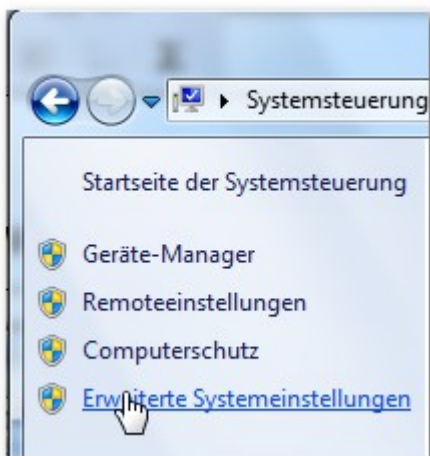 Systemsteuerung
Startseite der Systemsteuerung
Geräte-Manager
Remoteeinstellungen
Computerschutz
Erweiterte Systemeinstellungen